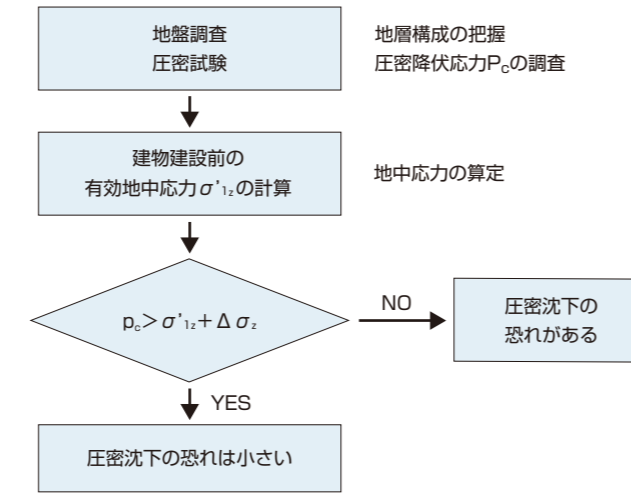 地盤調査
圧密試験
地層構成の把握
圧密降伏応力Pcの調査
建物建設前の
有効地中応力σ'1zの計算
地中応力の算定
pc＞σ'1z＋Δσz
NO
圧密沈下の
恐れがある
YES
圧密沈下の恐れは小さい